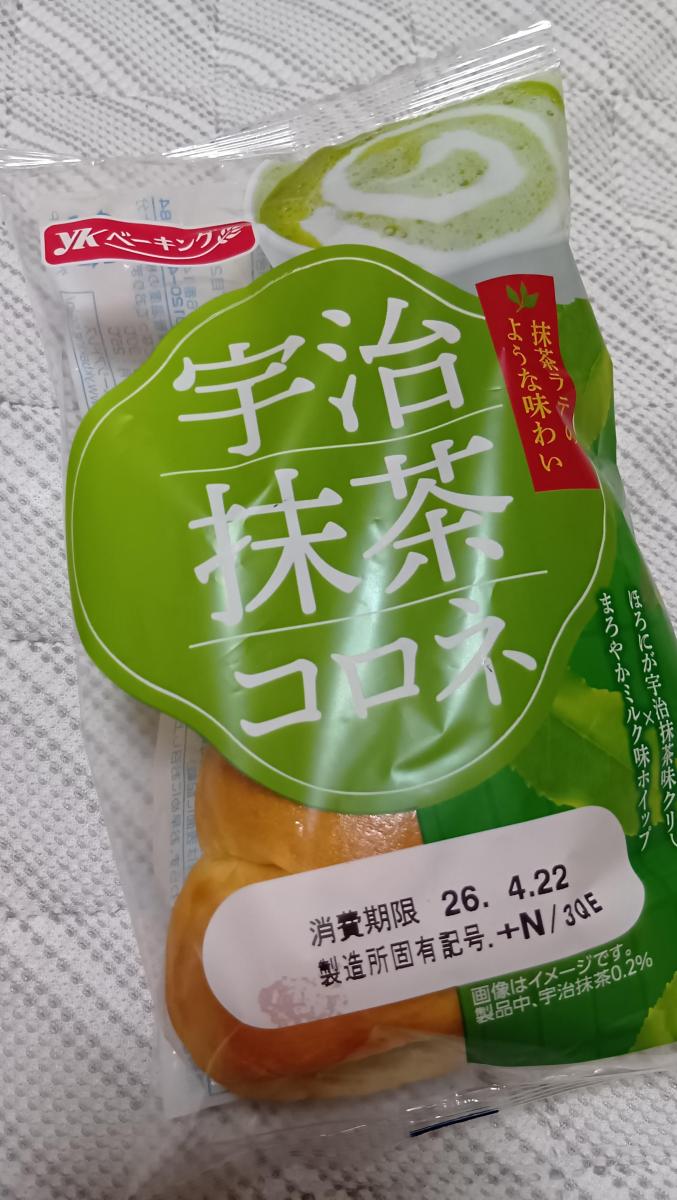 YKベーキング
宇治
抹茶
コロネ
抹茶ラテの
ような味わい
ほろにが宇治抹茶味クリーム
×
まろやかミルク味ホイップ
消費期限 26. 4.22
製造所固有記号.+N/3QE
画像はイメージです。
製品中、宇治抹茶0.2%